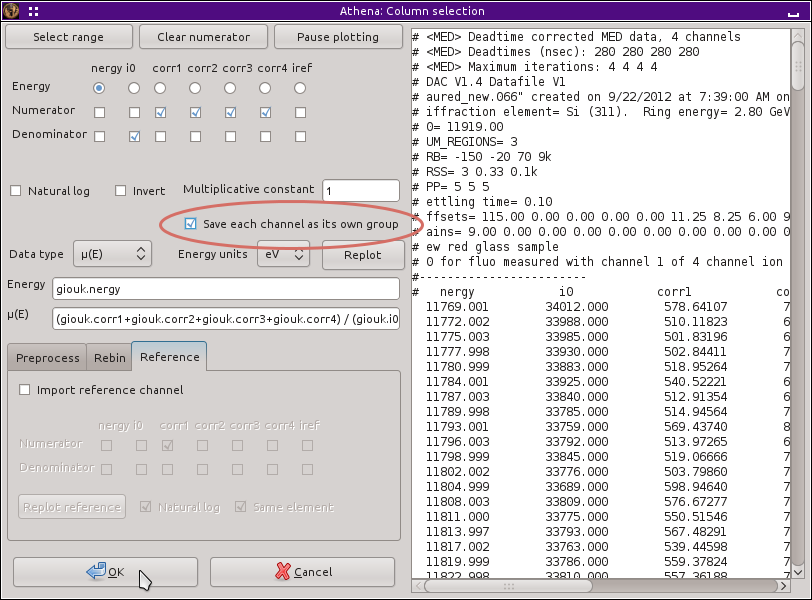 Athena: Column selection
Select range
Clear numerator
Pause plotting
nergy i0 corr1 corr2 corr3 corr4 iref
Energy
Numerator
Denominator
Natural log
Invert
Multiplicative constant 1
Save each channel as its own group
Data type μ(E)
Energy units eV
Replot
Energy giouk.nergy
μ(E) (giouk.corr1+giouk.corr2+giouk.corr3+giouk.corr4) / (giouk.i0
Preprocess
Rebin
Reference
Import reference channel
nergy i0 corr1 corr2 corr3 corr4 iref
Numerator
Denominator
Replot reference
Natural log
Same element
OK
Cancel
# <MED> Deadtime corrected MED data, 4 channels
# <MED> Deadtimes (nsec): 280 280 280 280
# <MED> Maximum iterations: 4 4 4 4
# DAC V1.4 Datafile V1
# aured_new.066" created on 9/22/2012 at 7:39:00 AM on
# iffraction element= Si (311).  Ring energy= 2.80 GeV
# 0= 11919.00
# UM_REGIONS= 3
# RB= -150 -20 70 9k
# RSS= 3 0.33 0.1k
# PP= 5 5 5
# ettling time= 0.10
# ffsets= 115.00 0.00 0.00 0.00 0.00 11.25 8.25 6.00 9
# ains= 9.00 0.00 0.00 0.00 0.00 0.00 0.00 0.00 0.00 0
# ew red glass sample
# 0 for fluo measured with channel 1 of 4 channel ion
#------------------------
# nergy i0 corr1 co
11769.001 34012.000 578.64107 7
11772.002 33988.000 510.11823 6
11775.003 33985.000 501.83196 6
11777.998 33930.000 502.84411 7
11780.999 33883.000 518.95264 7
11784.001 33925.000 540.52221 6
11787.003 33840.000 512.91354 6
11789.998 33785.000 514.94564 7
11793.001 33759.000 569.43740 8
11796.003 33792.000 513.97265 6
11798.999 33845.000 519.06666 7
11802.002 33776.000 503.79860 7
11804.999 33689.000 598.94640 7
11808.003 33809.000 576.67277 7
11811.000 33775.000 550.51546 7
11813.997 33793.000 567.48291 7
11817.002 33763.000 539.44598 7
11819.999 33786.000 559.37824 7
11822.998 33810.000 557.36188 7